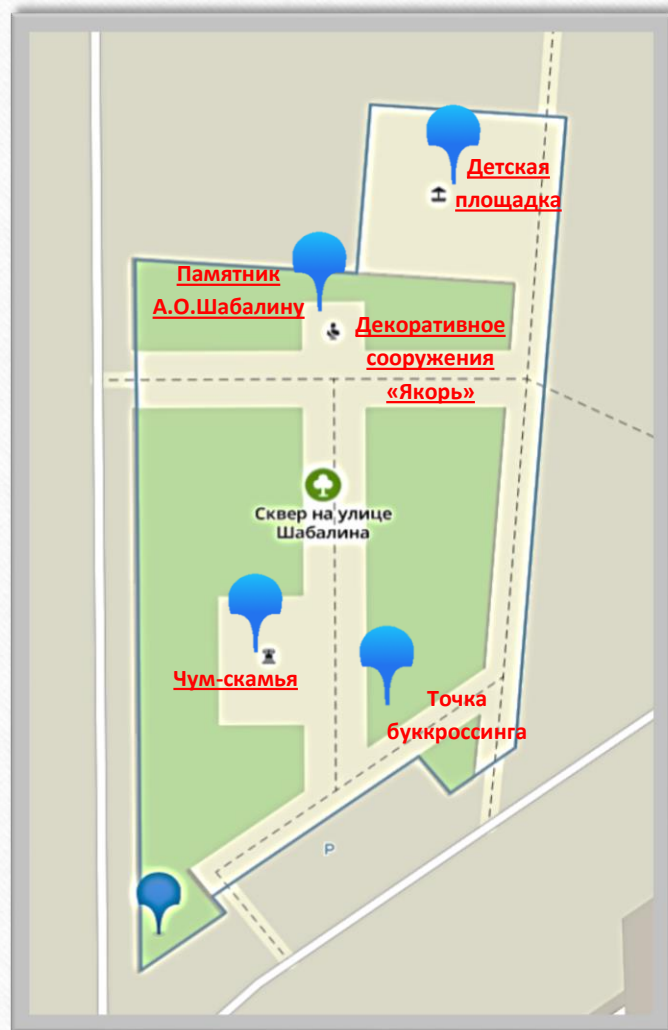 Детская
площадка
Памятник
А.О.Шабалину
Декоративное
сооружения
«Якорь»
Сквер на улице
Шабалина
Чум-скамья
Точка
буккроссинга
P